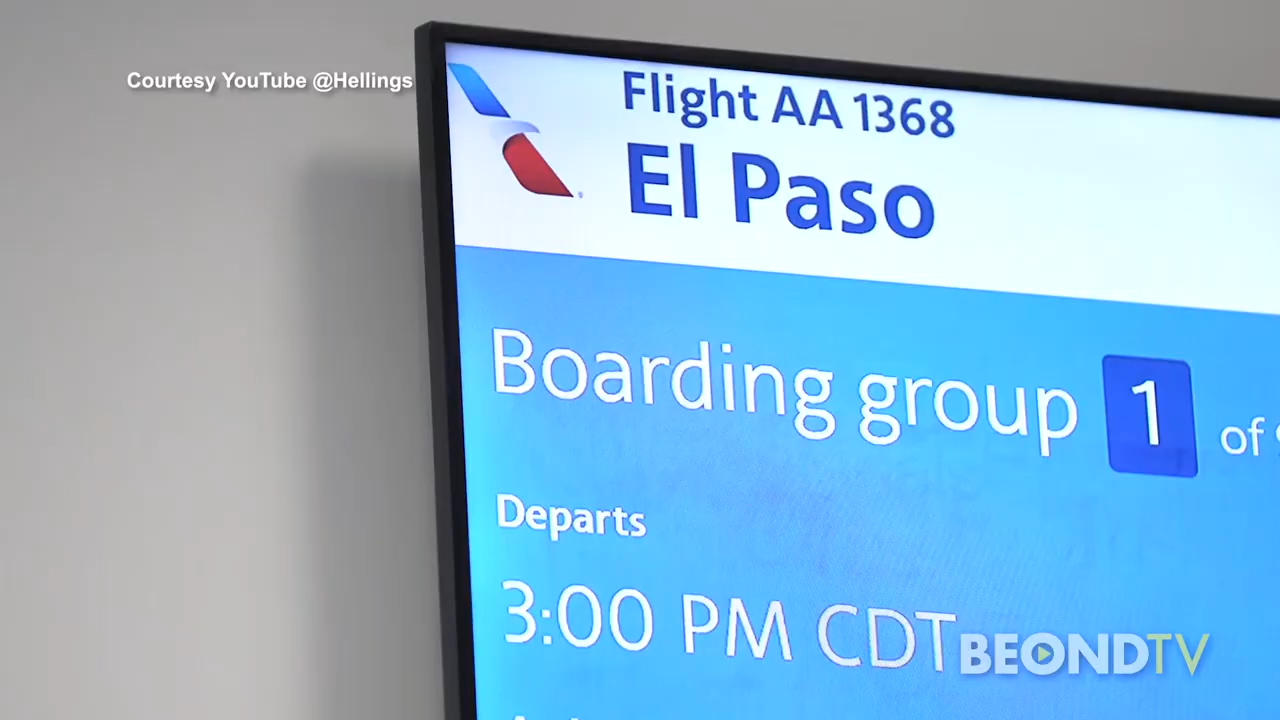 Courtesy YouTube @Hellings
Flight AA 1368
El Paso
Boarding group 1 of
Departs
3:00 PM CDT
BEONDTV